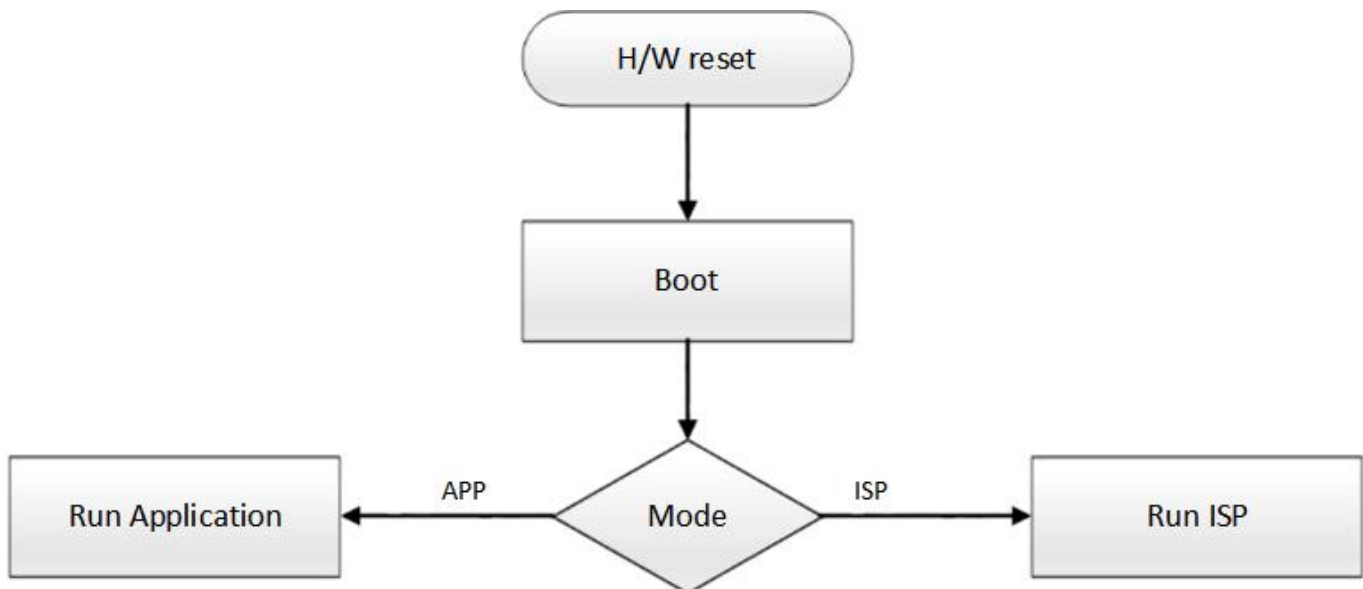 H/W reset
Boot
APP
ISP
Run Application
Mode
Run ISP